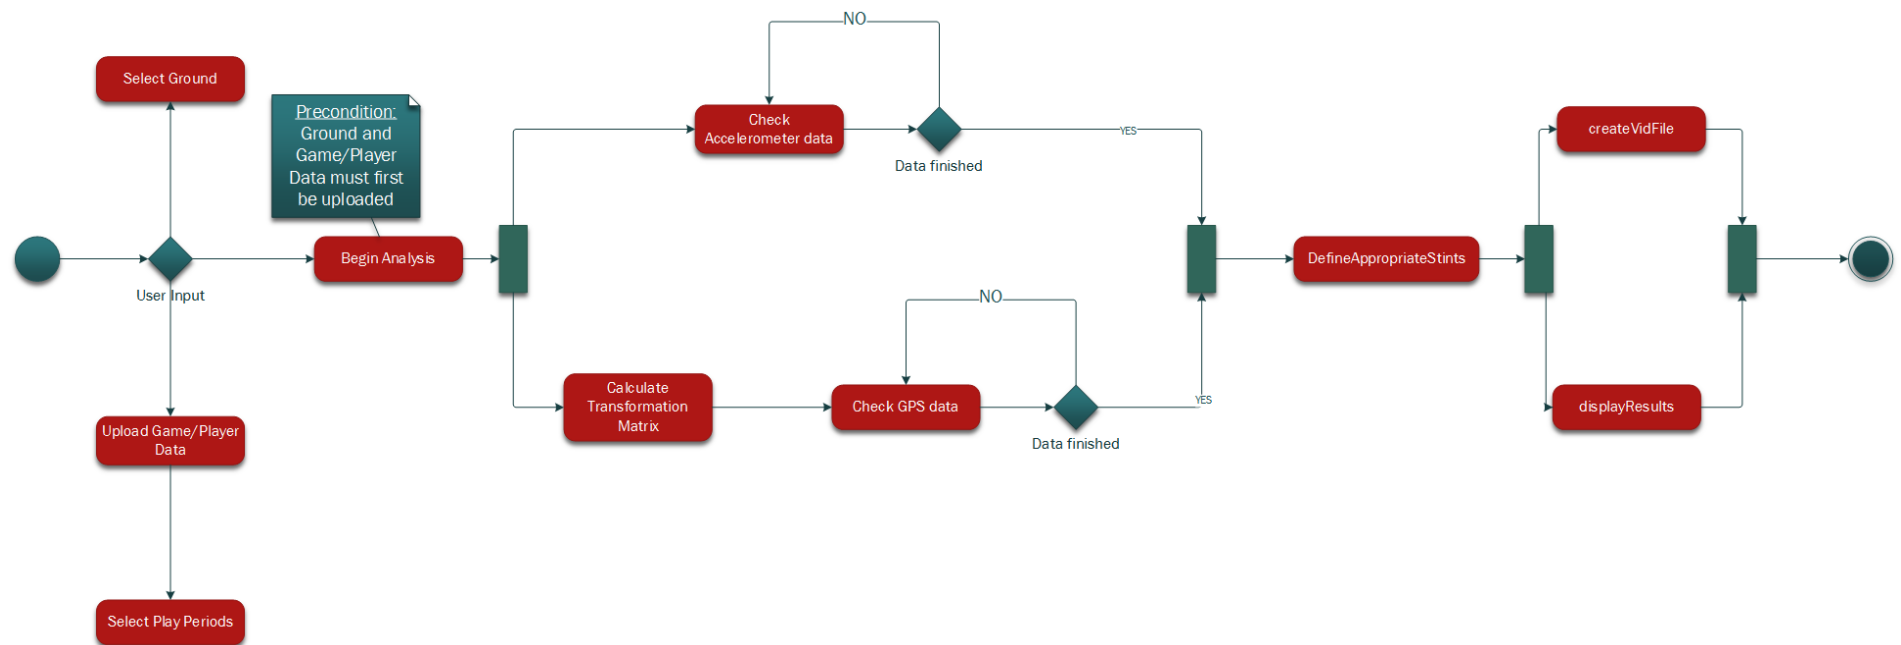 NO
Select Ground
Precondition:
Ground and
Game/Player
Data must first
be uploaded
Check
Accelerometer data
YES
createVidFile
Data finished
Begin Analysis
DefineAppropriateStints
User Input
NO
Calculate
Transformation
Matrix
Check GPS data
YES
displayResults
Data finished
Upload Game/Player
Data
Select Play Periods